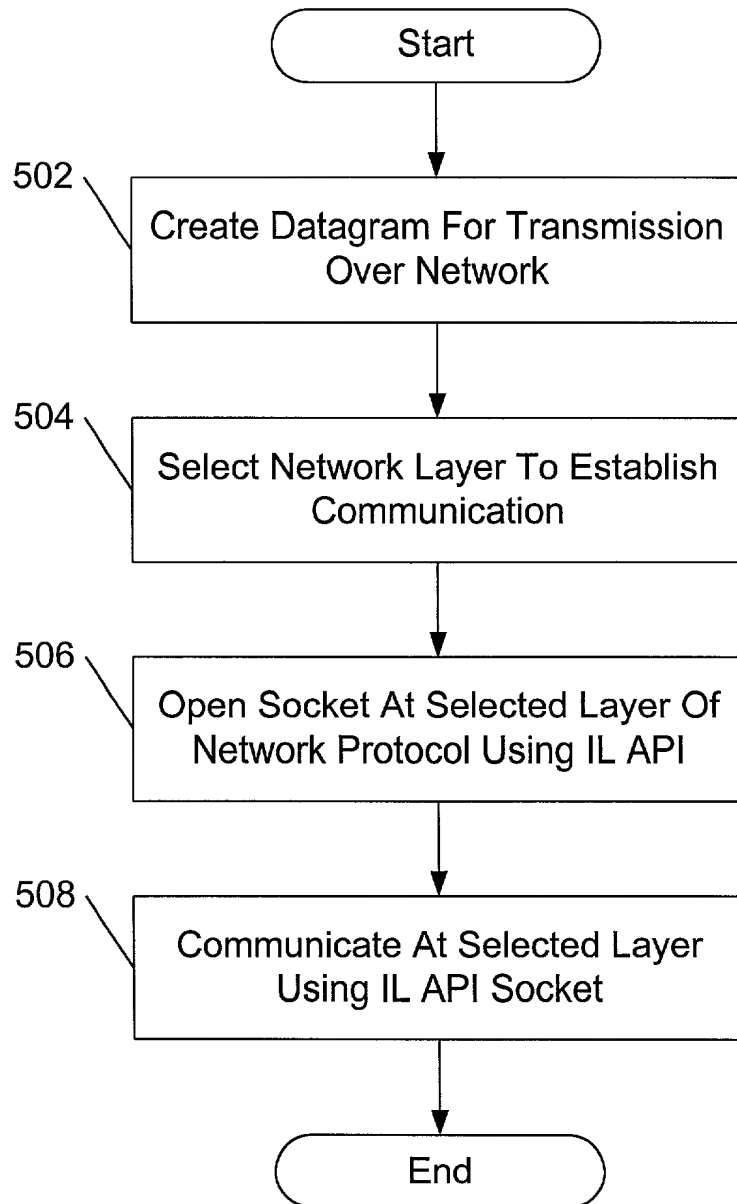 Start
502
Create Datagram For Transmission
Over Network
504
Select Network Layer To Establish
Communication
506
Open Socket At Selected Layer Of
Network Protocol Using IL API
508
Communicate At Selected Layer
Using IL API Socket
End